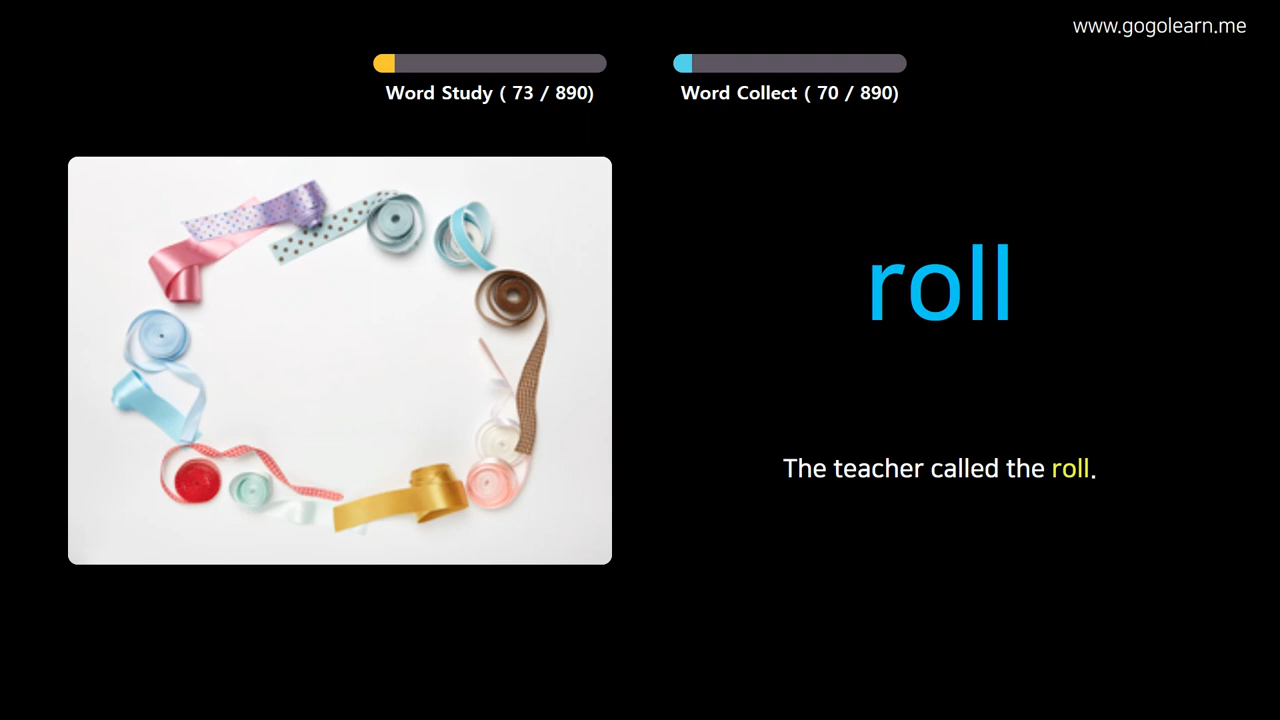 www.gogolearn.me
Word Study ( 73 / 890)
Word Collect ( 70 / 890)
roll
The teacher called the roll.